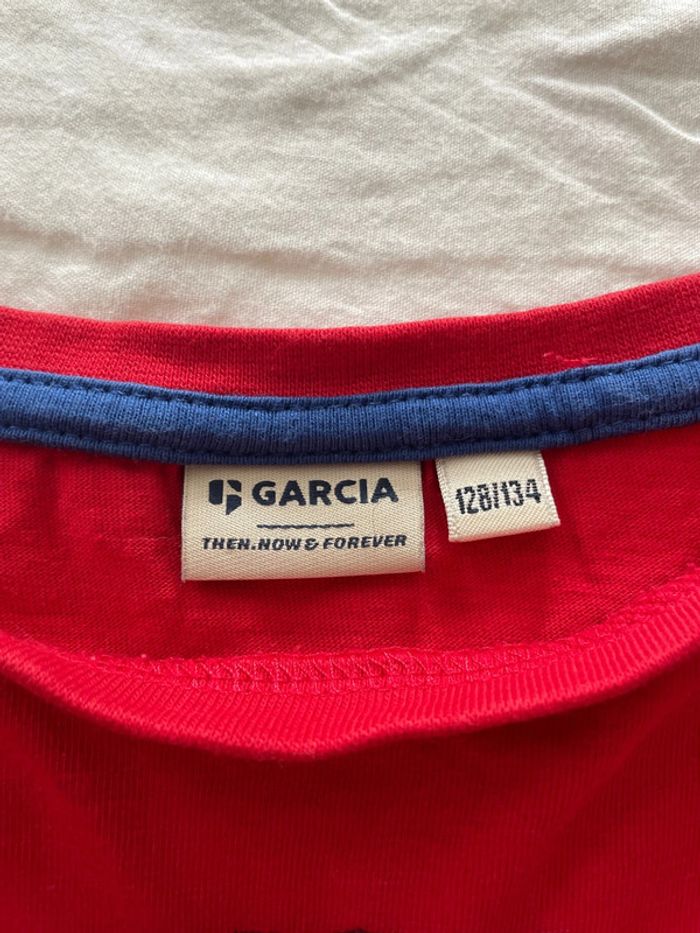 GARCIA
THEN.NOW & FOREVER
128/134